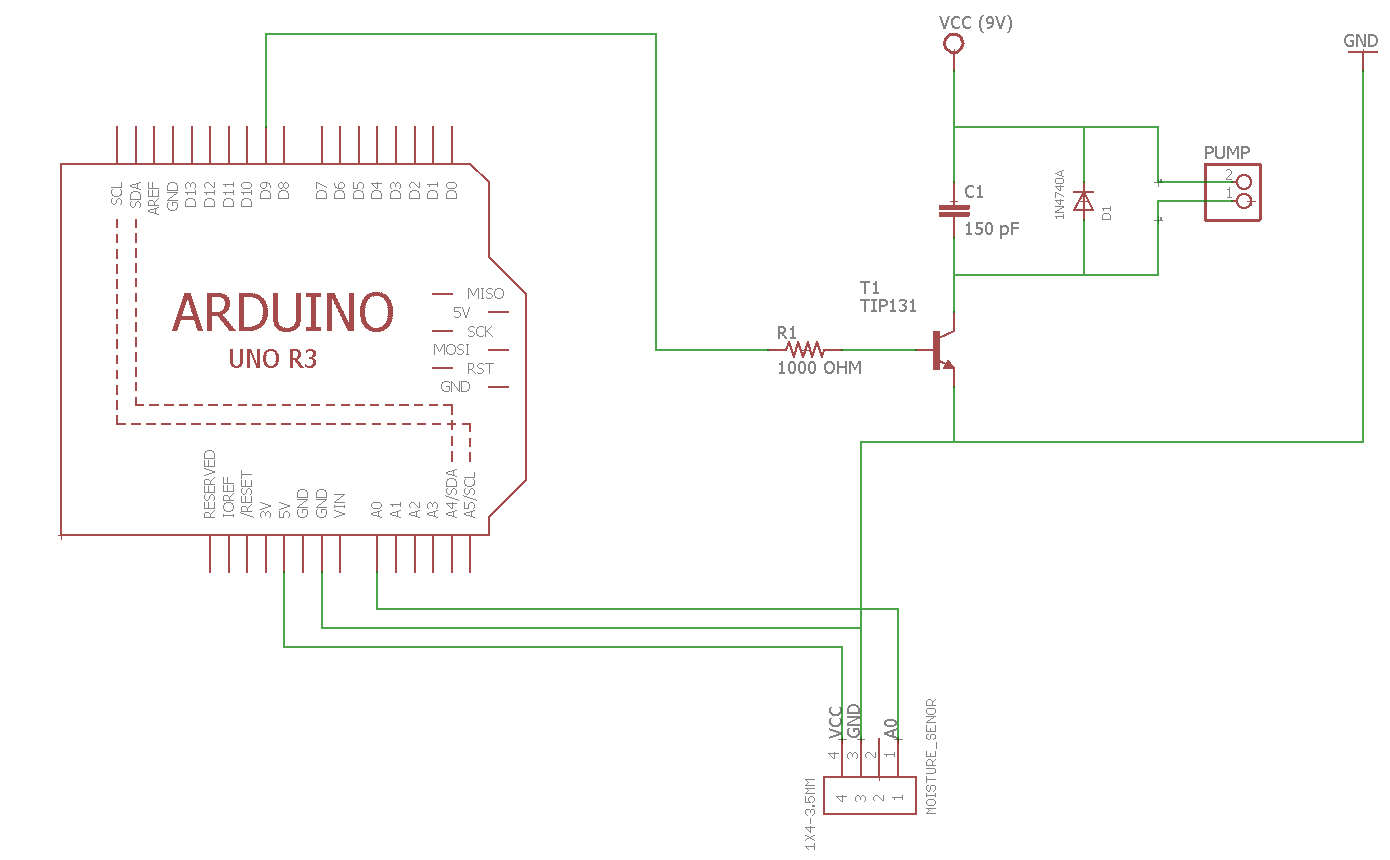 VCC (9V)
GND
SCL
SDA
AREF
GND
D13
D12
D11
D10
D9
D8
D7
D6
D5
D4
D3
D2
D1
D0
PUMP
2
1
1N4740A
D1
C1
150 pF
ARDUINO
UNO R3
MISO
5V
SCK
MOSI
RST
GND
T1
TIP131
R1
1000 OHM
RESERVED
IOREF
/RESET
3V
5V
GND
GND
VIN
A0
A1
A2
A3
A4/SDA
A5/SCL
VCC
GND
A0
4
3
2
1
4
3
2
1
MOISTURE_SENOR
1X4-3.5MM